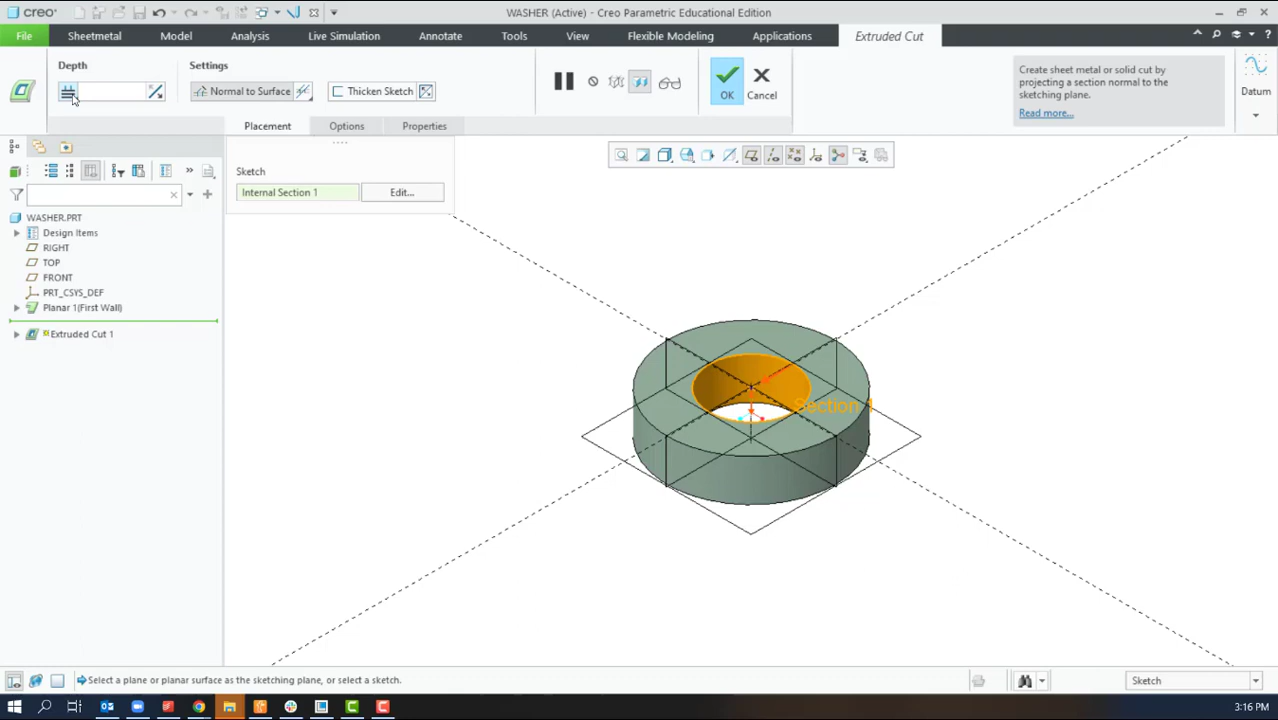 creo WASHER (Active) - Creo Parametric Educational Edition
File Sheetmetal Model Analysis Live Simulation Annotate Tools View Flexible Modeling Applications Extruded Cut
Depth Settings
Normal to Surface Thicken Sketch
OK Cancel
Create sheet metal or solid cut by
projecting a section normal to the
sketching plane.
Read more...
Datum
Placement Options Properties
Sketch
Internal Section 1 Edit...
WASHER.PRT
Design Items
RIGHT
TOP
FRONT
PRT_CSYS_DEF
Planar 1(First Wall)
Extruded Cut 1
Section 1
Select a plane or planar surface as the sketching plane, or select a sketch.
Sketch
3:16 PM